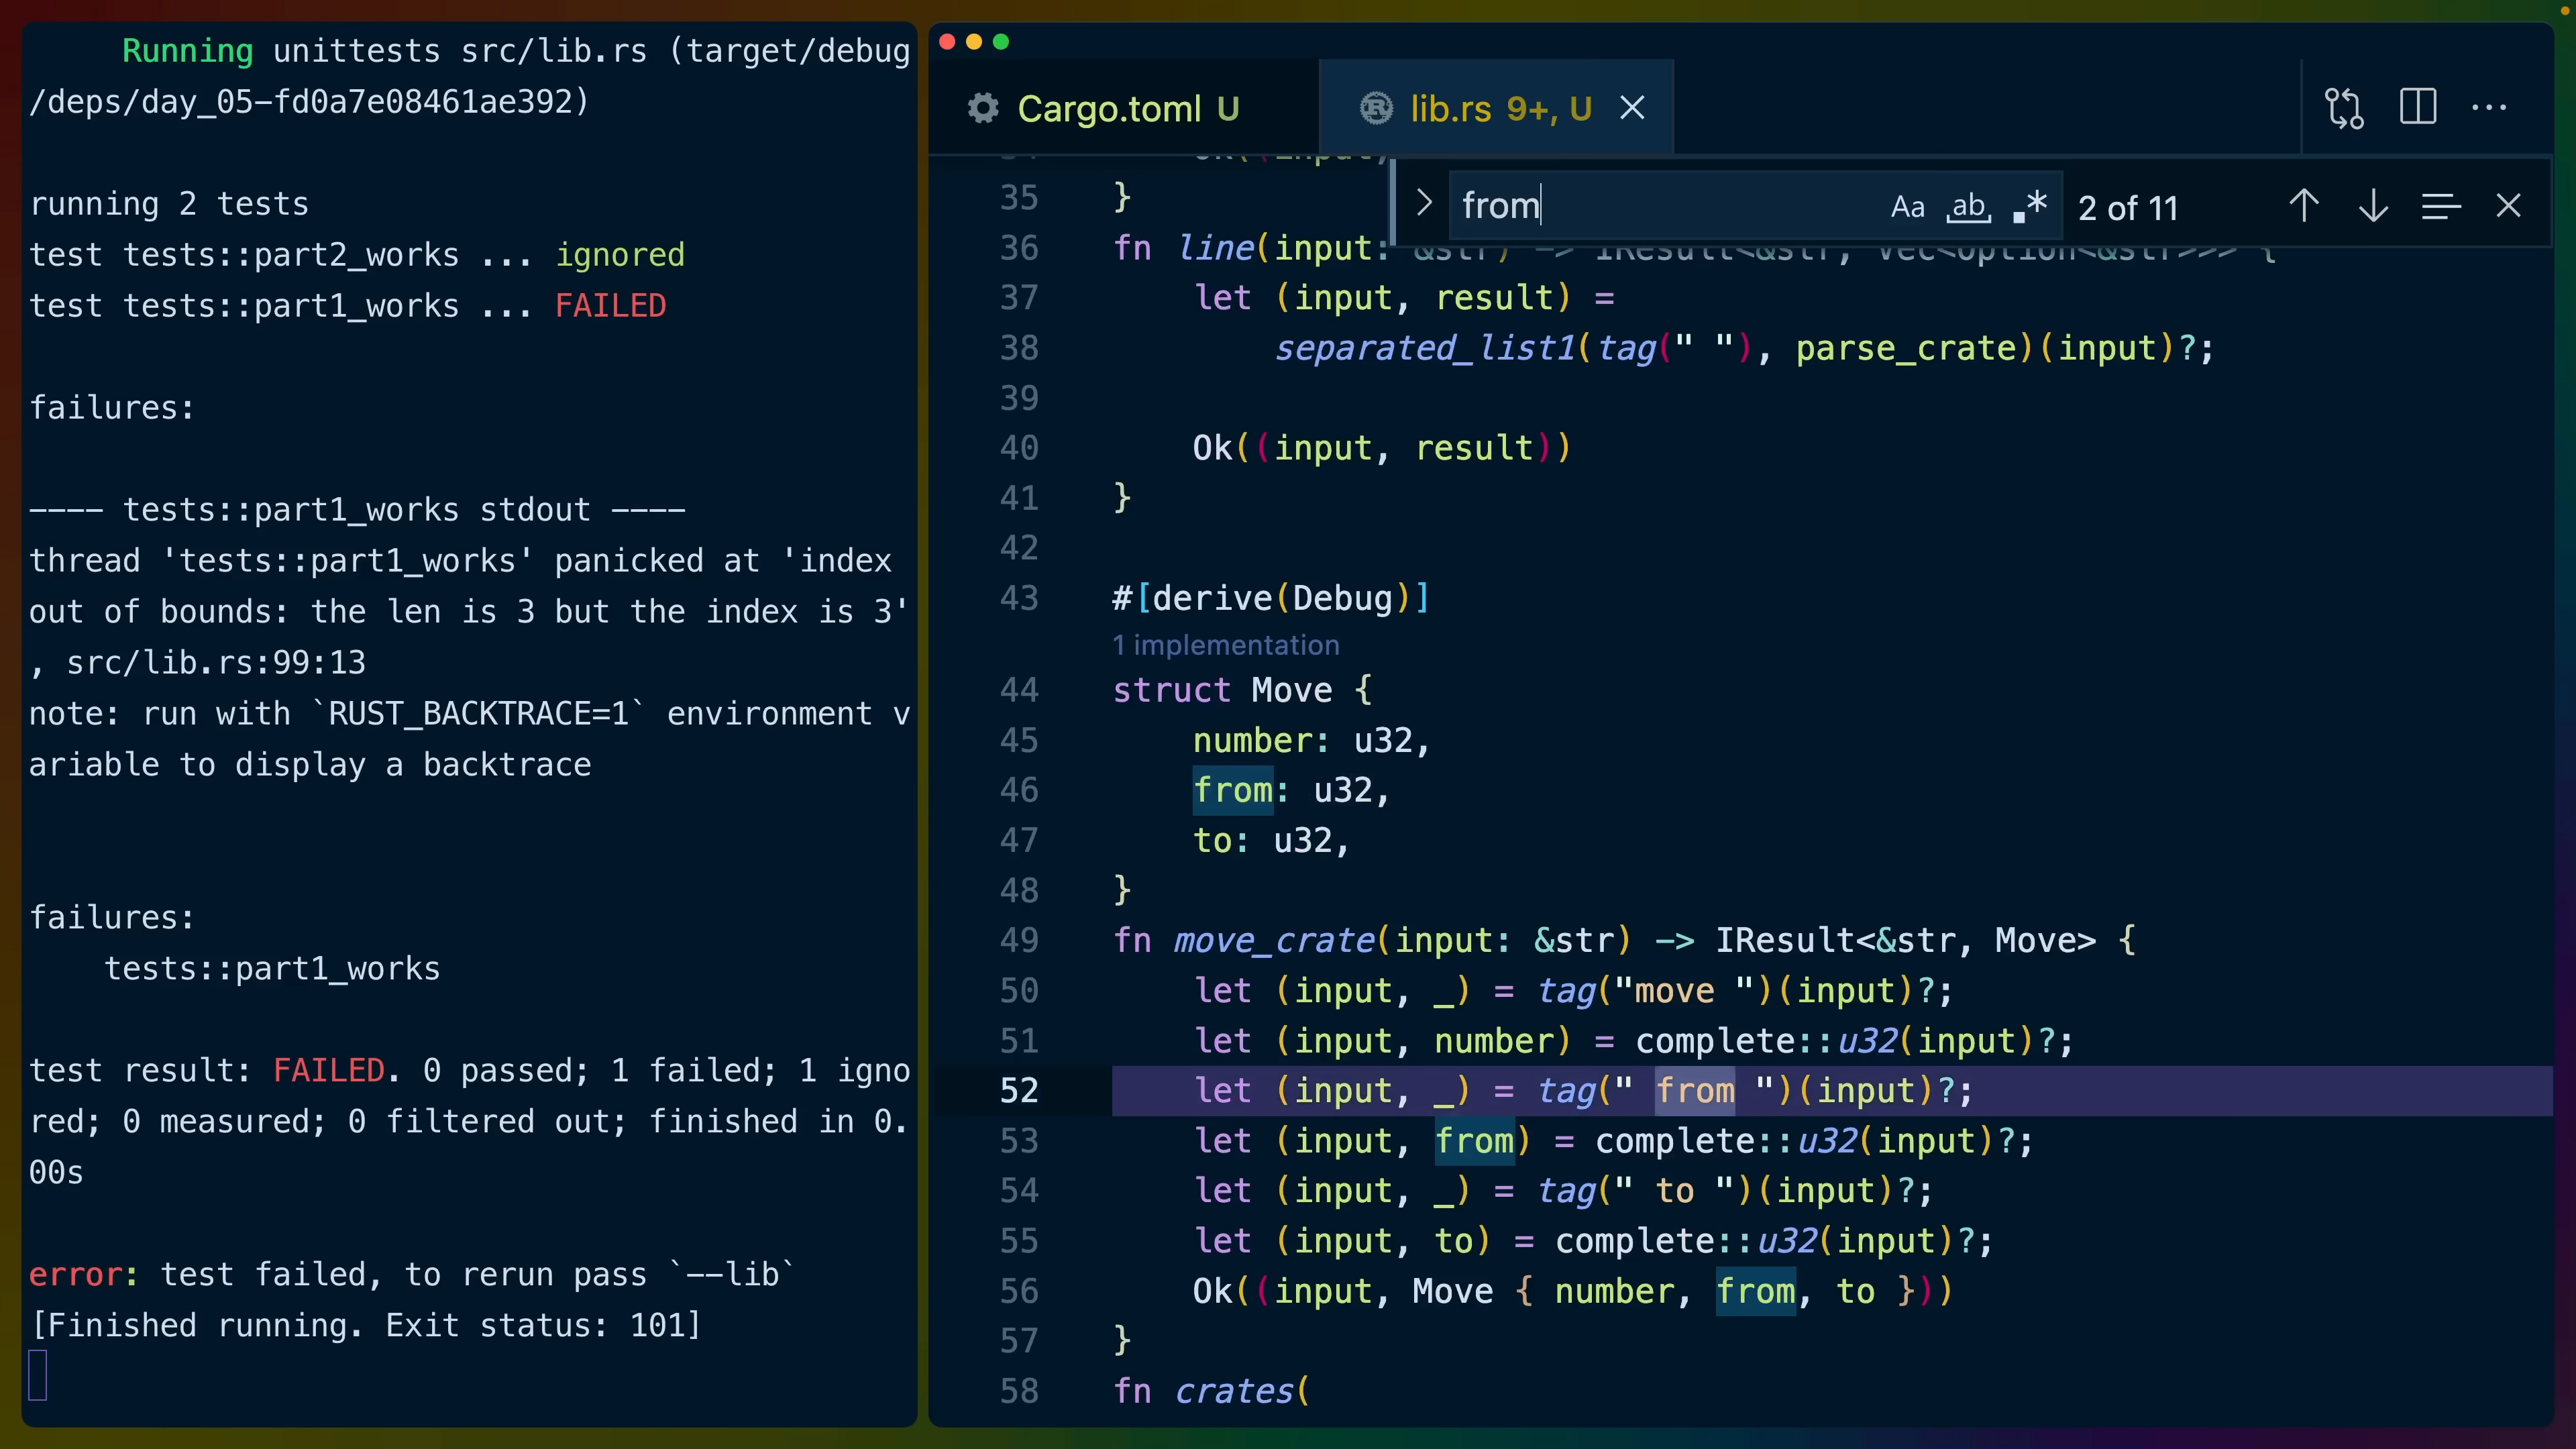 Running unittests src/lib.rs (target/debug
/deps/day_05-fd0a7e08461ae392)
running 2 tests
test tests::part2_works ... ignored
test tests::part1_works ... FAILED
failures:
---- tests::part1_works stdout ----
thread 'tests::part1_works' panicked at 'index
out of bounds: the len is 3 but the index is 3'
, src/lib.rs:99:13
note: run with `RUST_BACKTRACE=1` environment v
ariable to display a backtrace
failures:
tests::part1_works
test result: FAILED. 0 passed; 1 failed; 1 igno
red; 0 measured; 0 filtered out; finished in 0.
00s
error: test failed, to rerun pass `--lib`
[Finished running. Exit status: 101]
Cargo.toml U
lib.rs 9+, U
from
Aa ab .* 2 of 11
35 }
36 fn line(input: &str) -> IResult<&str, Vec<Option<&str>>> {
37 let (input, result) =
38 separated_list1(tag(" "), parse_crate)(input)?;
39
40 Ok((input, result))
41 }
42
43 #[derive(Debug)]
1 implementation
44 struct Move {
45 number: u32,
46 from: u32,
47 to: u32,
48 }
49 fn move_crate(input: &str) -> IResult<&str, Move> {
50 let (input, _) = tag("move ")(input)?;
51 let (input, number) = complete::u32(input)?;
52 let (input, _) = tag(" from ")(input)?;
53 let (input, from) = complete::u32(input)?;
54 let (input, _) = tag(" to ")(input)?;
55 let (input, to) = complete::u32(input)?;
56 Ok((input, Move { number, from, to }))
57 }
58 fn crates(